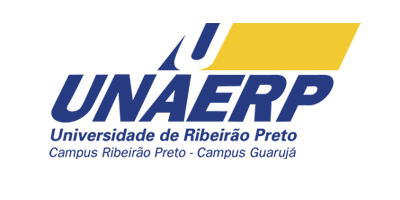 U
UNAERP
Universidade de Ribeirão Preto
Campus Ribeirão Preto - Campus Guarujá